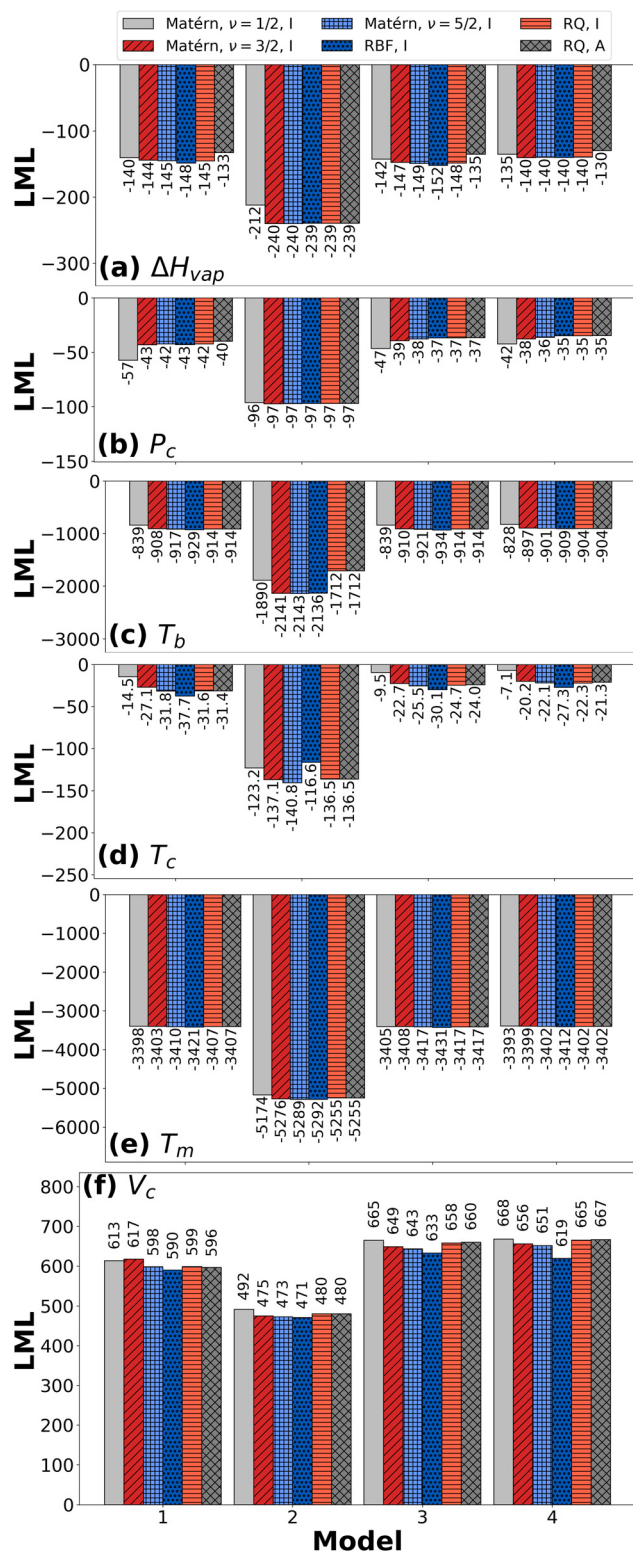 Matérn, ν = 1/2, I Matérn, ν = 5/2, I RQ, I
Matérn, ν = 3/2, I RBF, I RQ, A
LML
0
−100
−200
−300
-140 -144 -145 -148 -145 -133
-212 -240 -240 -239 -239 -239
-142 -147 -149 -152 -148 -135
-135 -140 -140 -140 -140 -130
(a) ΔH_vap
LML
0
−50
−100
−150
-57 -43 -42 -43 -42 -40
-96 -97 -97 -97 -97 -97
-47 -39 -38 -37 -37 -37
-42 -38 -36 -35 -35 -35
(b) P_c
LML
0
−1000
−2000
−3000
-839 -908 -917 -929 -914 -914
-1890 -2141 -2143 -2136 -1712 -1712
-839 -910 -921 -934 -914 -914
-828 -897 -901 -909 -904 -904
(c) T_b
LML
0
−50
−100
−150
−200
−250
-14.5 -27.1 -31.8 -37.7 -31.6 -31.4
-123.2 -137.1 -140.8 -116.6 -136.5 -136.5
-9.5 -22.7 -25.5 -30.1 -24.7 -24.0
-7.1 -20.2 -22.1 -27.3 -22.3 -21.3
(d) T_c
LML
0
−1000
−2000
−3000
−4000
−5000
−6000
-3398 -3403 -3410 -3421 -3407 -3407
-5174 -5276 -5289 -5292 -5255 -5255
-3405 -3408 -3417 -3431 -3417 -3417
-3393 -3399 -3402 -3412 -3402 -3402
(e) T_m
(f) V_c
LML
800
700
600
500
400
300
200
100
0
613 617 598 590 599 596
492 475 473 471 480 480
665 649 643 633 658 660
668 656 651 619 665 667
1 2 3 4
Model